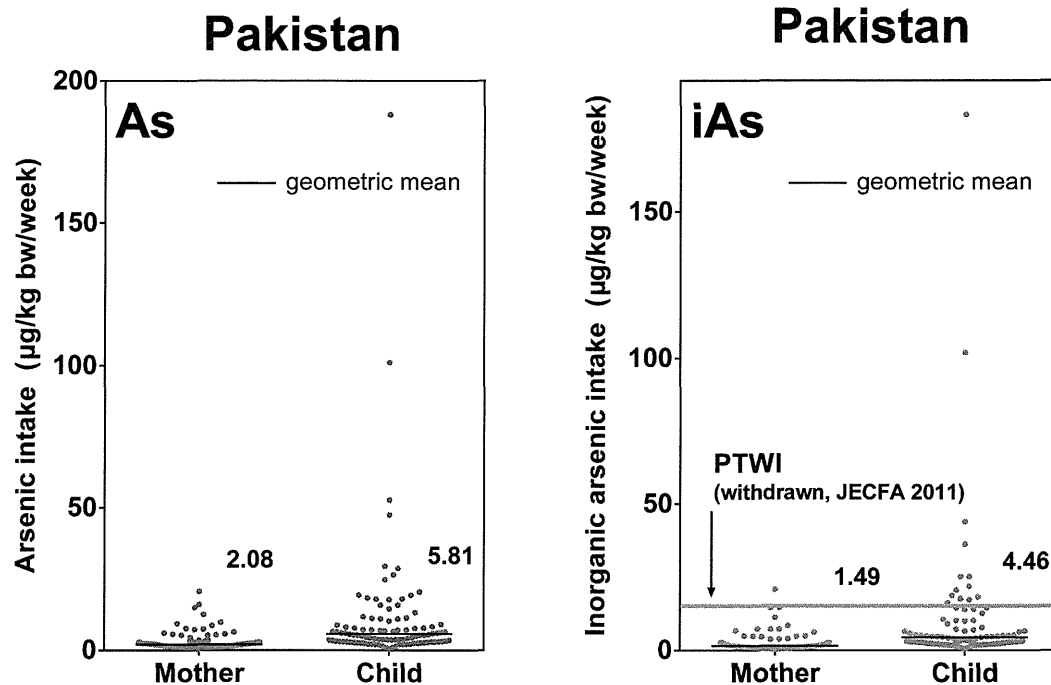 Pakistan
Arsenic intake (µg/kg bw/week)
200
150
100
50
0
As
geometric mean
2.08
5.81
Mother
Child
Pakistan
Inorganic arsenic intake (µg/kg bw/week)
150
100
50
0
iAs
geometric mean
PTWI
(withdrawn, JECFA 2011)
1.49
4.46
Mother
Child